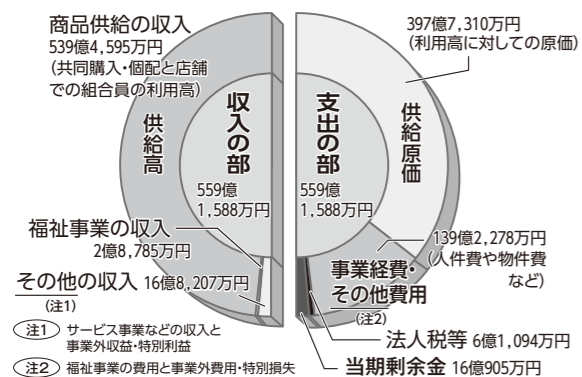 商品供給の収入
539億4,595万円
(共同購入・個配と店舗
での組合員の利用高)
供給高
収入の部
559億
1,588万円
福祉事業の収入
2億8,785万円
その他の収入 16億8,207万円
(注1)
注1 サービス事業などの収入と
事業外収益・特別利益
注2 福祉事業の費用と事業外費用・特別損失
397億7,310万円
(利用高に対しての原価)
供給原価
支出の部
559億
1,588万円
139億2,278万円
(人件費や物件費
など)
事業経費・
その他費用
(注2)
法人税等 6億1,094万円
当期剰余金 16億905万円